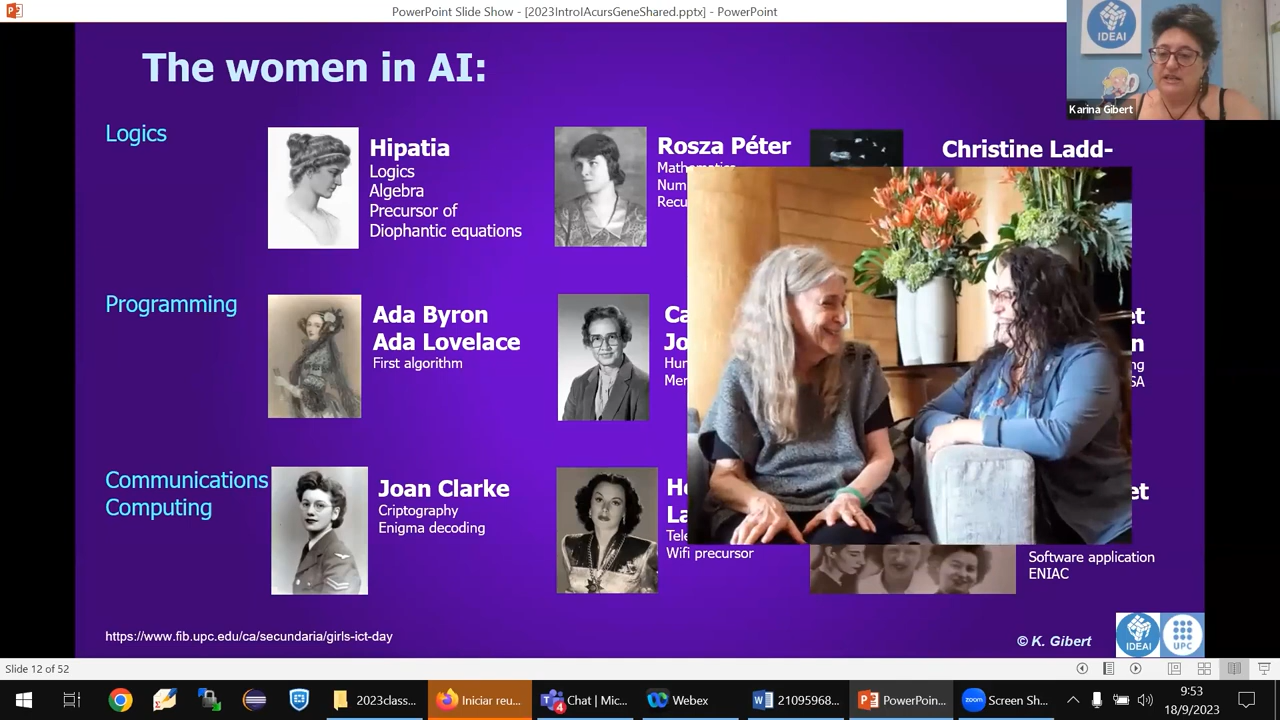 PowerPoint Slide Show - [2023IntroIAcursGeneShared.pptx] - PowerPoint
IDEAI
Karina Gibert
The women in AI:
Logics
Hipatia
Logics
Algebra
Precursor of
Diophantic equations
Rosza Péter
Christine Ladd-
Programming
Ada Byron
Ada Lovelace
First algorithm
Communications
Computing
Joan Clarke
Criptography
Enigma decoding
Wifi precursor
Software application
ENIAC
https://www.fib.upc.edu/ca/secundaria/girls-ict-day
© K. Gibert
IDEAI
UPC
Slide 12 of 52
2023class...
Iniciar reu...
4
Chat | Mic...
Webex
21095968...
PowerPoin...
zoom
Screen Sh...
9:53
18/9/2023